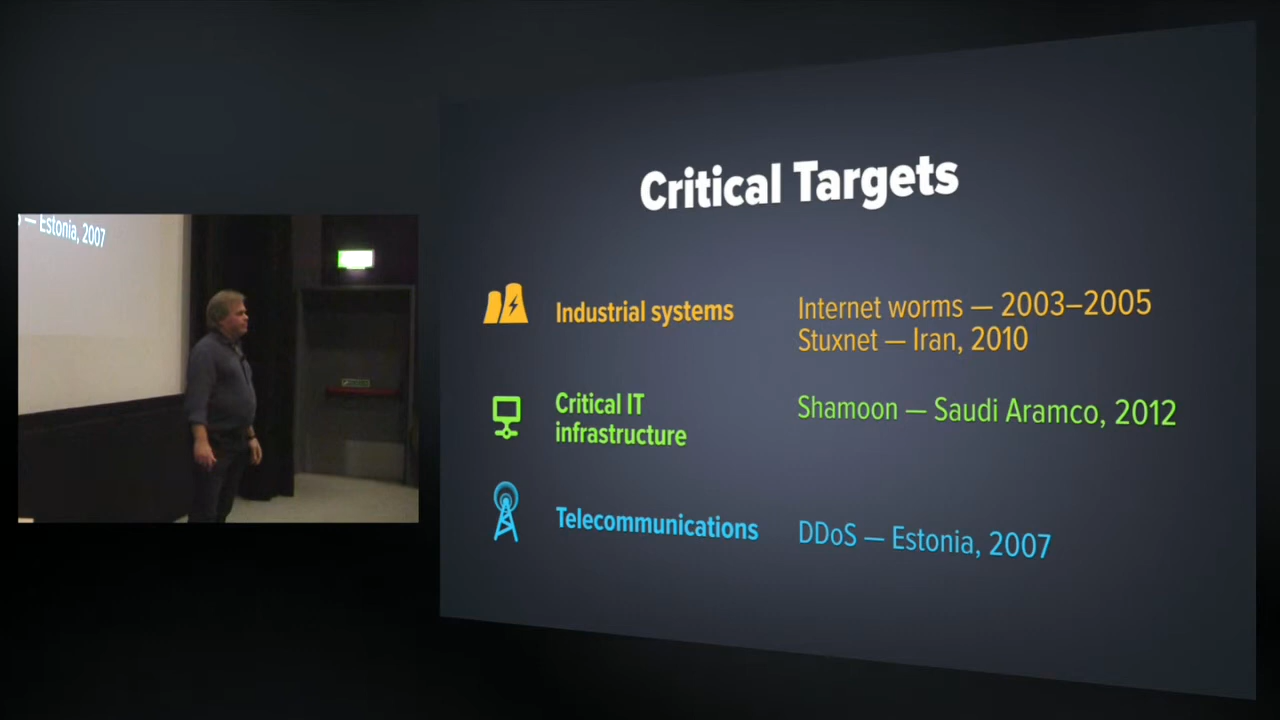 Critical Targets
Industrial systems
Internet worms — 2003–2005
Stuxnet — Iran, 2010
Critical IT
infrastructure
Shamoon — Saudi Aramco, 2012
Telecommunications
DDoS — Estonia, 2007
— Estonia, 2007